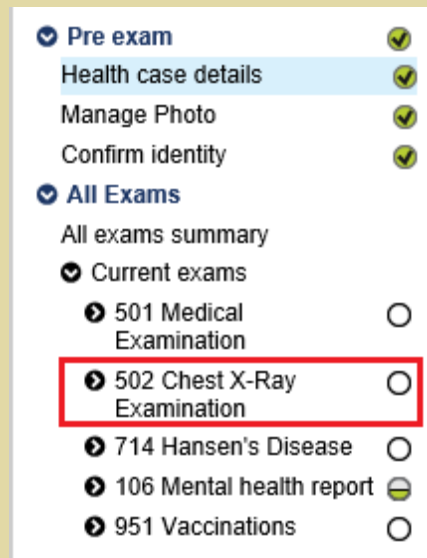 Pre exam
Health case details
Manage Photo
Confirm identity
All Exams
All exams summary
Current exams
501 Medical
Examination
502 Chest X-Ray
Examination
714 Hansen's Disease
106 Mental health report
951 Vaccinations